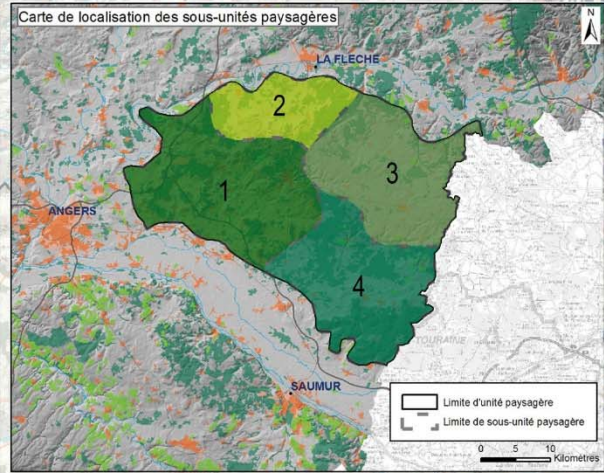 Carte de localisation des sous-unités paysagères
N
LA FLECHE
2
3
1
ANGERS
4
TOURAINE
SAUMUR
Limite d'unité paysagère
Limite de sous-unité paysagère
0 5 10
Kilomètres